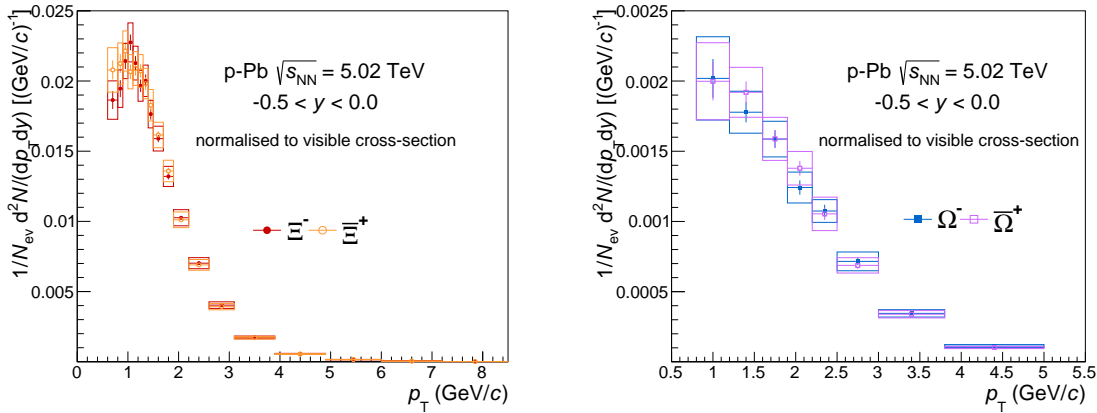 1/N_ev d²N/(dp_T dy) [(GeV/c)⁻¹]
0.025
0.02
0.015
0.01
0.005
p-Pb √s_NN = 5.02 TeV
-0.5 < y < 0.0
normalised to visible cross-section
Ξ⁻ Ξ̅⁺
0 1 2 3 4 5 6 7 8
p_T (GeV/c)
1/N_ev d²N/(dp_T dy) [(GeV/c)⁻¹]
0.0025
0.002
0.0015
0.001
0.0005
p-Pb √s_NN = 5.02 TeV
-0.5 < y < 0.0
normalised to visible cross-section
Ω⁻ Ω̅⁺
0.5 1 1.5 2 2.5 3 3.5 4 4.5 5 5.5
p_T (GeV/c)